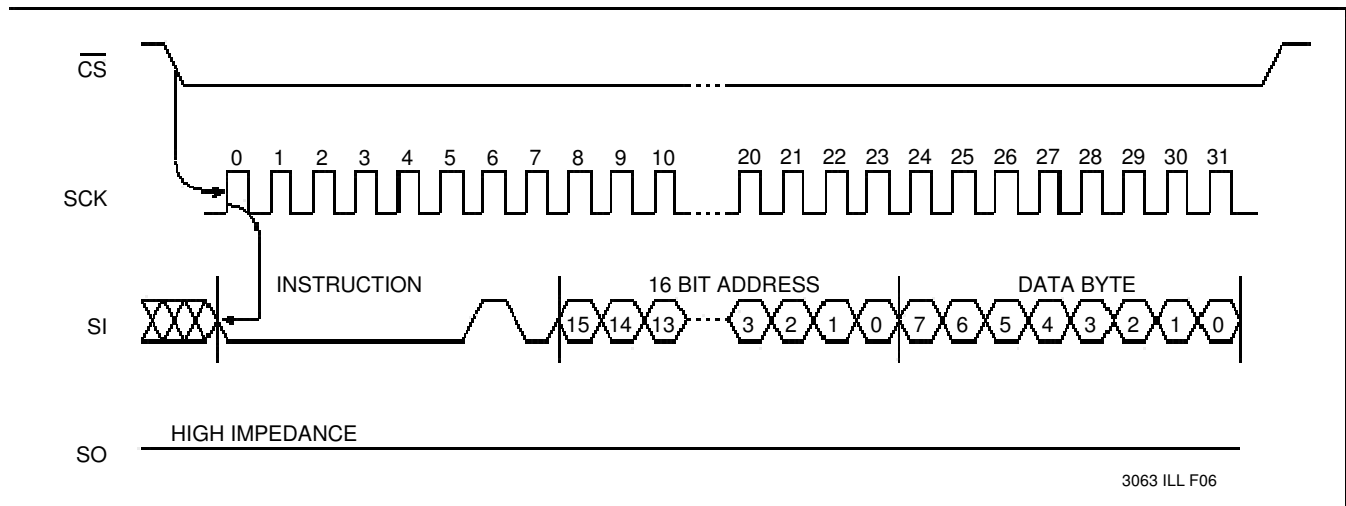 CS
0 1 2 3 4 5 6 7 8 9 10 20 21 22 23 24 25 26 27 28 29 30 31
SCK
INSTRUCTION 16 BIT ADDRESS DATA BYTE
SI 15 14 13 3 2 1 0 7 6 5 4 3 2 1 0
HIGH IMPEDANCE
SO
3063 ILL F06